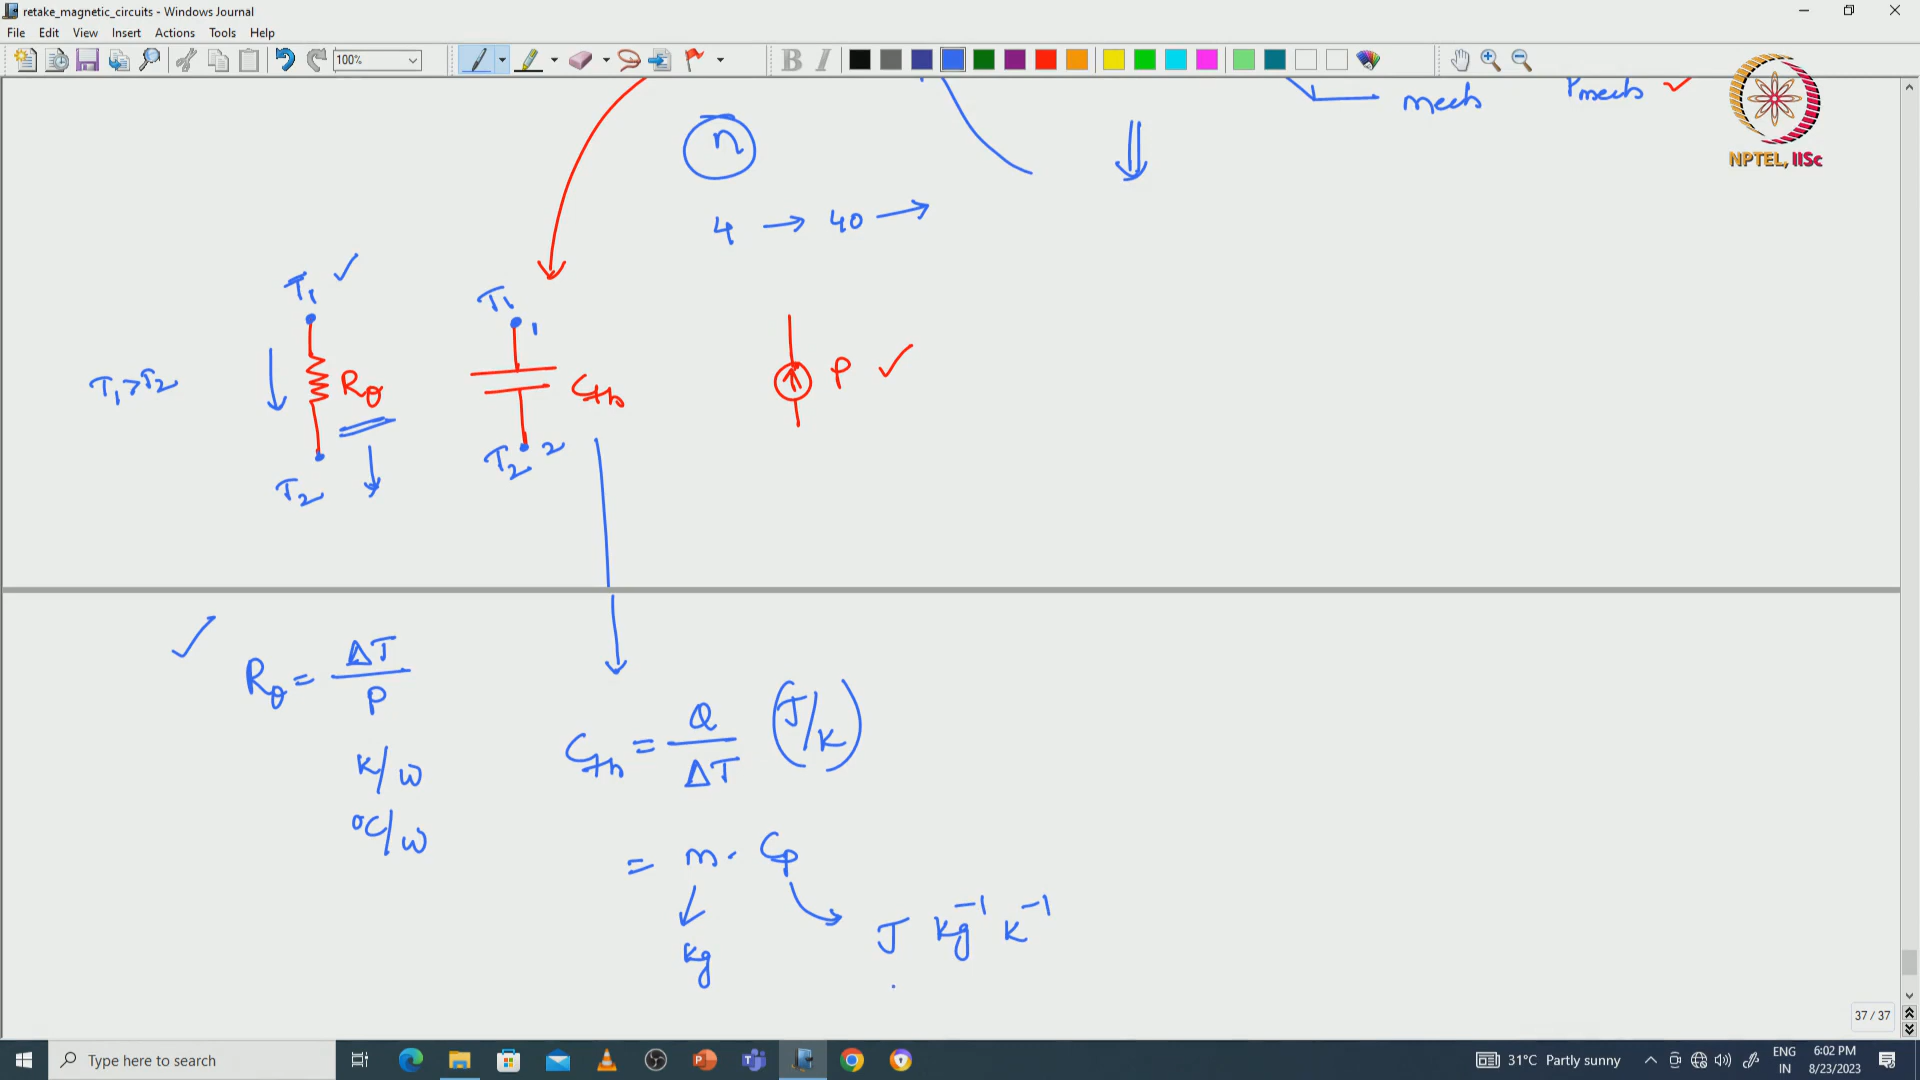 retake_magnetic_circuits - Windows Journal
File Edit View Insert Actions Tools Help
100%
B I
mech Pmech
NPTEL, IISc
n
4 → 40 →
T₁ T₁
1
T₁>T₂ Rθ Cth P
T₂ T₂ 2
Rθ = ΔT/P
Cth = Q/ΔT (J/K)
K/W
°C/W
= m · Cp
kg J kg⁻¹ K⁻¹
37 / 37
Type here to search
31°C Partly sunny
ENG
IN
6:02 PM
8/23/2023